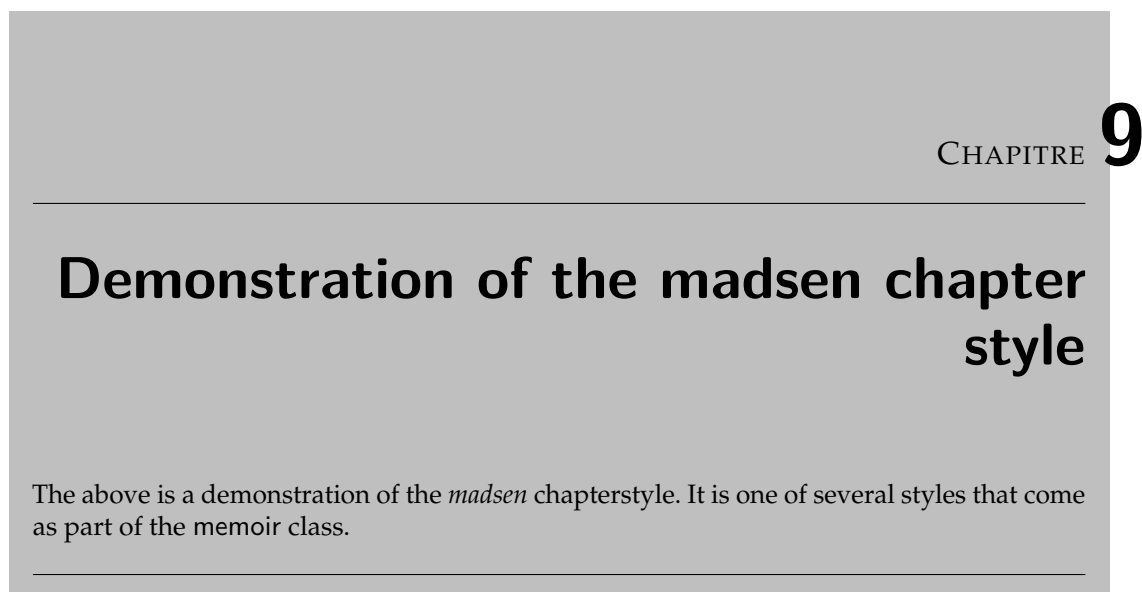 CHAPITRE 9
Demonstration of the madsen chapter
style
The above is a demonstration of the madsen chapterstyle. It is one of several styles that come
as part of the memoir class.